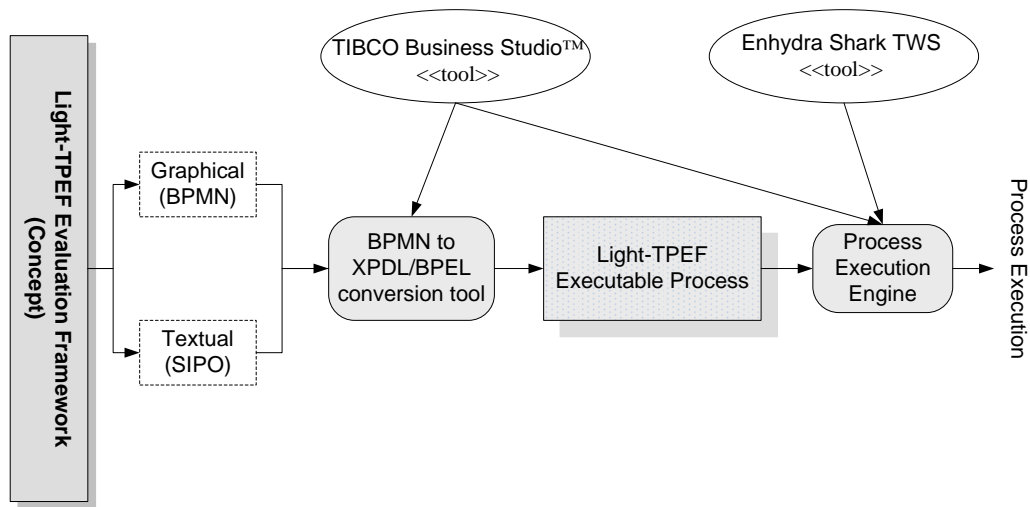 Light-TPEF Evaluation Framework
(Concept)
TIBCO Business Studio™
<<tool>>
Enhydra Shark TWS
<<tool>>
Graphical
(BPMN)
Textual
(SIPO)
BPMN to
XPDL/BPEL
conversion tool
Light-TPEF
Executable Process
Process
Execution
Engine
Process Execution